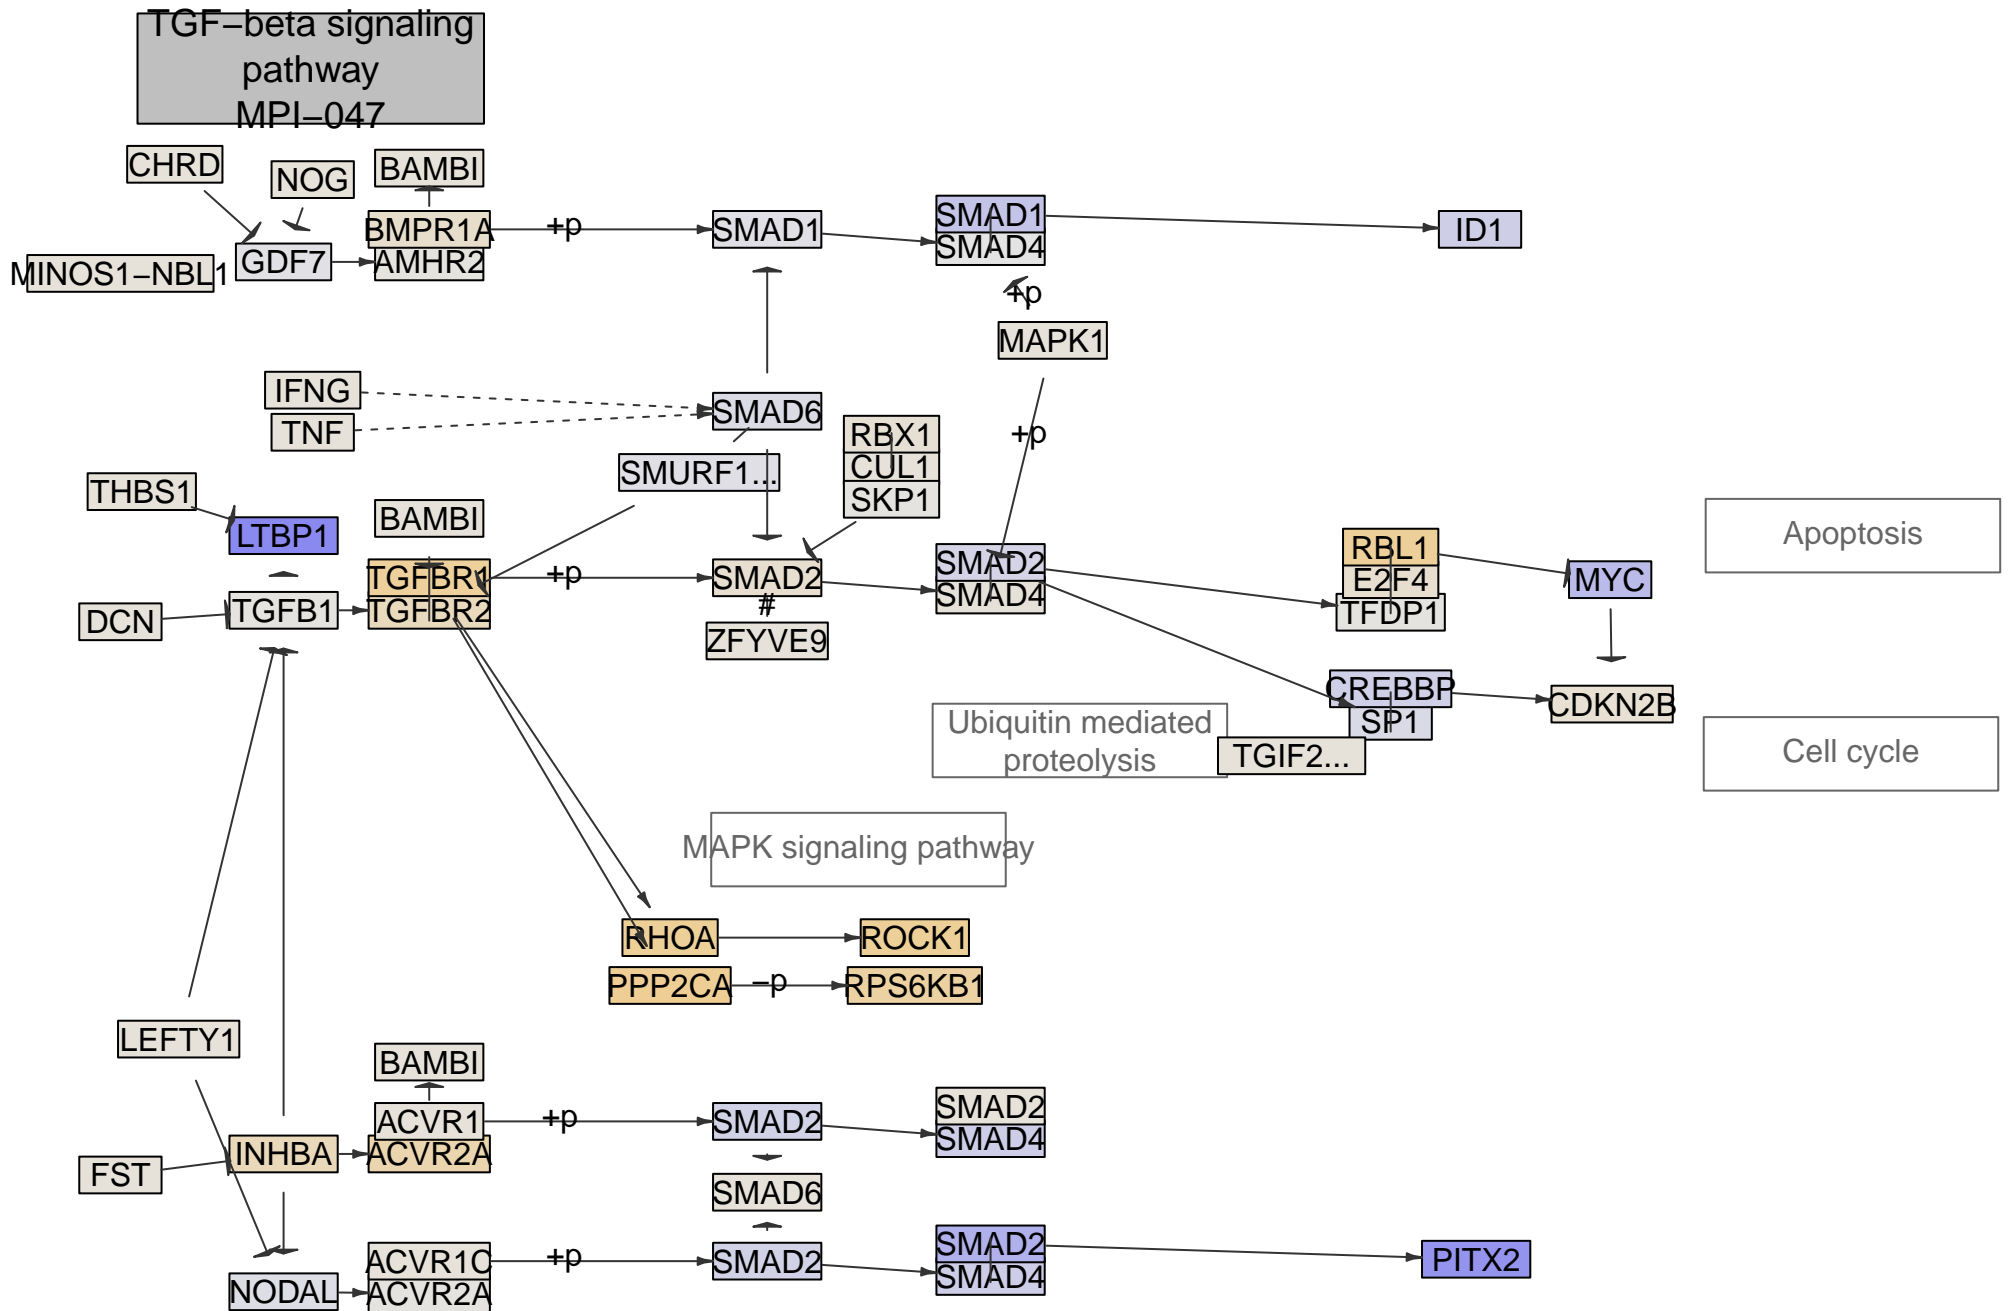 TGF−beta signaling
pathway
MPI−047
CHRD
NOG
BAMBI
BMPR1A
+p
SMAD1
SMAD1
SMAD4
ID1
MINOS1−NBL1
GDF7
AMHR2
+p
MAPK1
IFNG
TNF
SMAD6
SMURF1...
RBX1
CUL1
SKP1
+p
THBS1
LTBP1
BAMBI
TGFBR1
TGFBR2
+p
SMAD2
#
ZFYVE9
SMAD2
SMAD4
RBL1
E2F4
TFDP1
MYC
Apoptosis
DCN
TGFB1
CREBBP
SP1
TGIF2...
CDKN2B
Ubiquitin mediated
proteolysis
Cell cycle
MAPK signaling pathway
RHOA
ROCK1
PPP2CA
−p
RPS6KB1
LEFTY1
BAMBI
ACVR1
ACVR2A
+p
SMAD2
SMAD2
SMAD4
INHBA
FST
SMAD6
ACVR1C
ACVR2A
+p
SMAD2
SMAD2
SMAD4
PITX2
NODAL